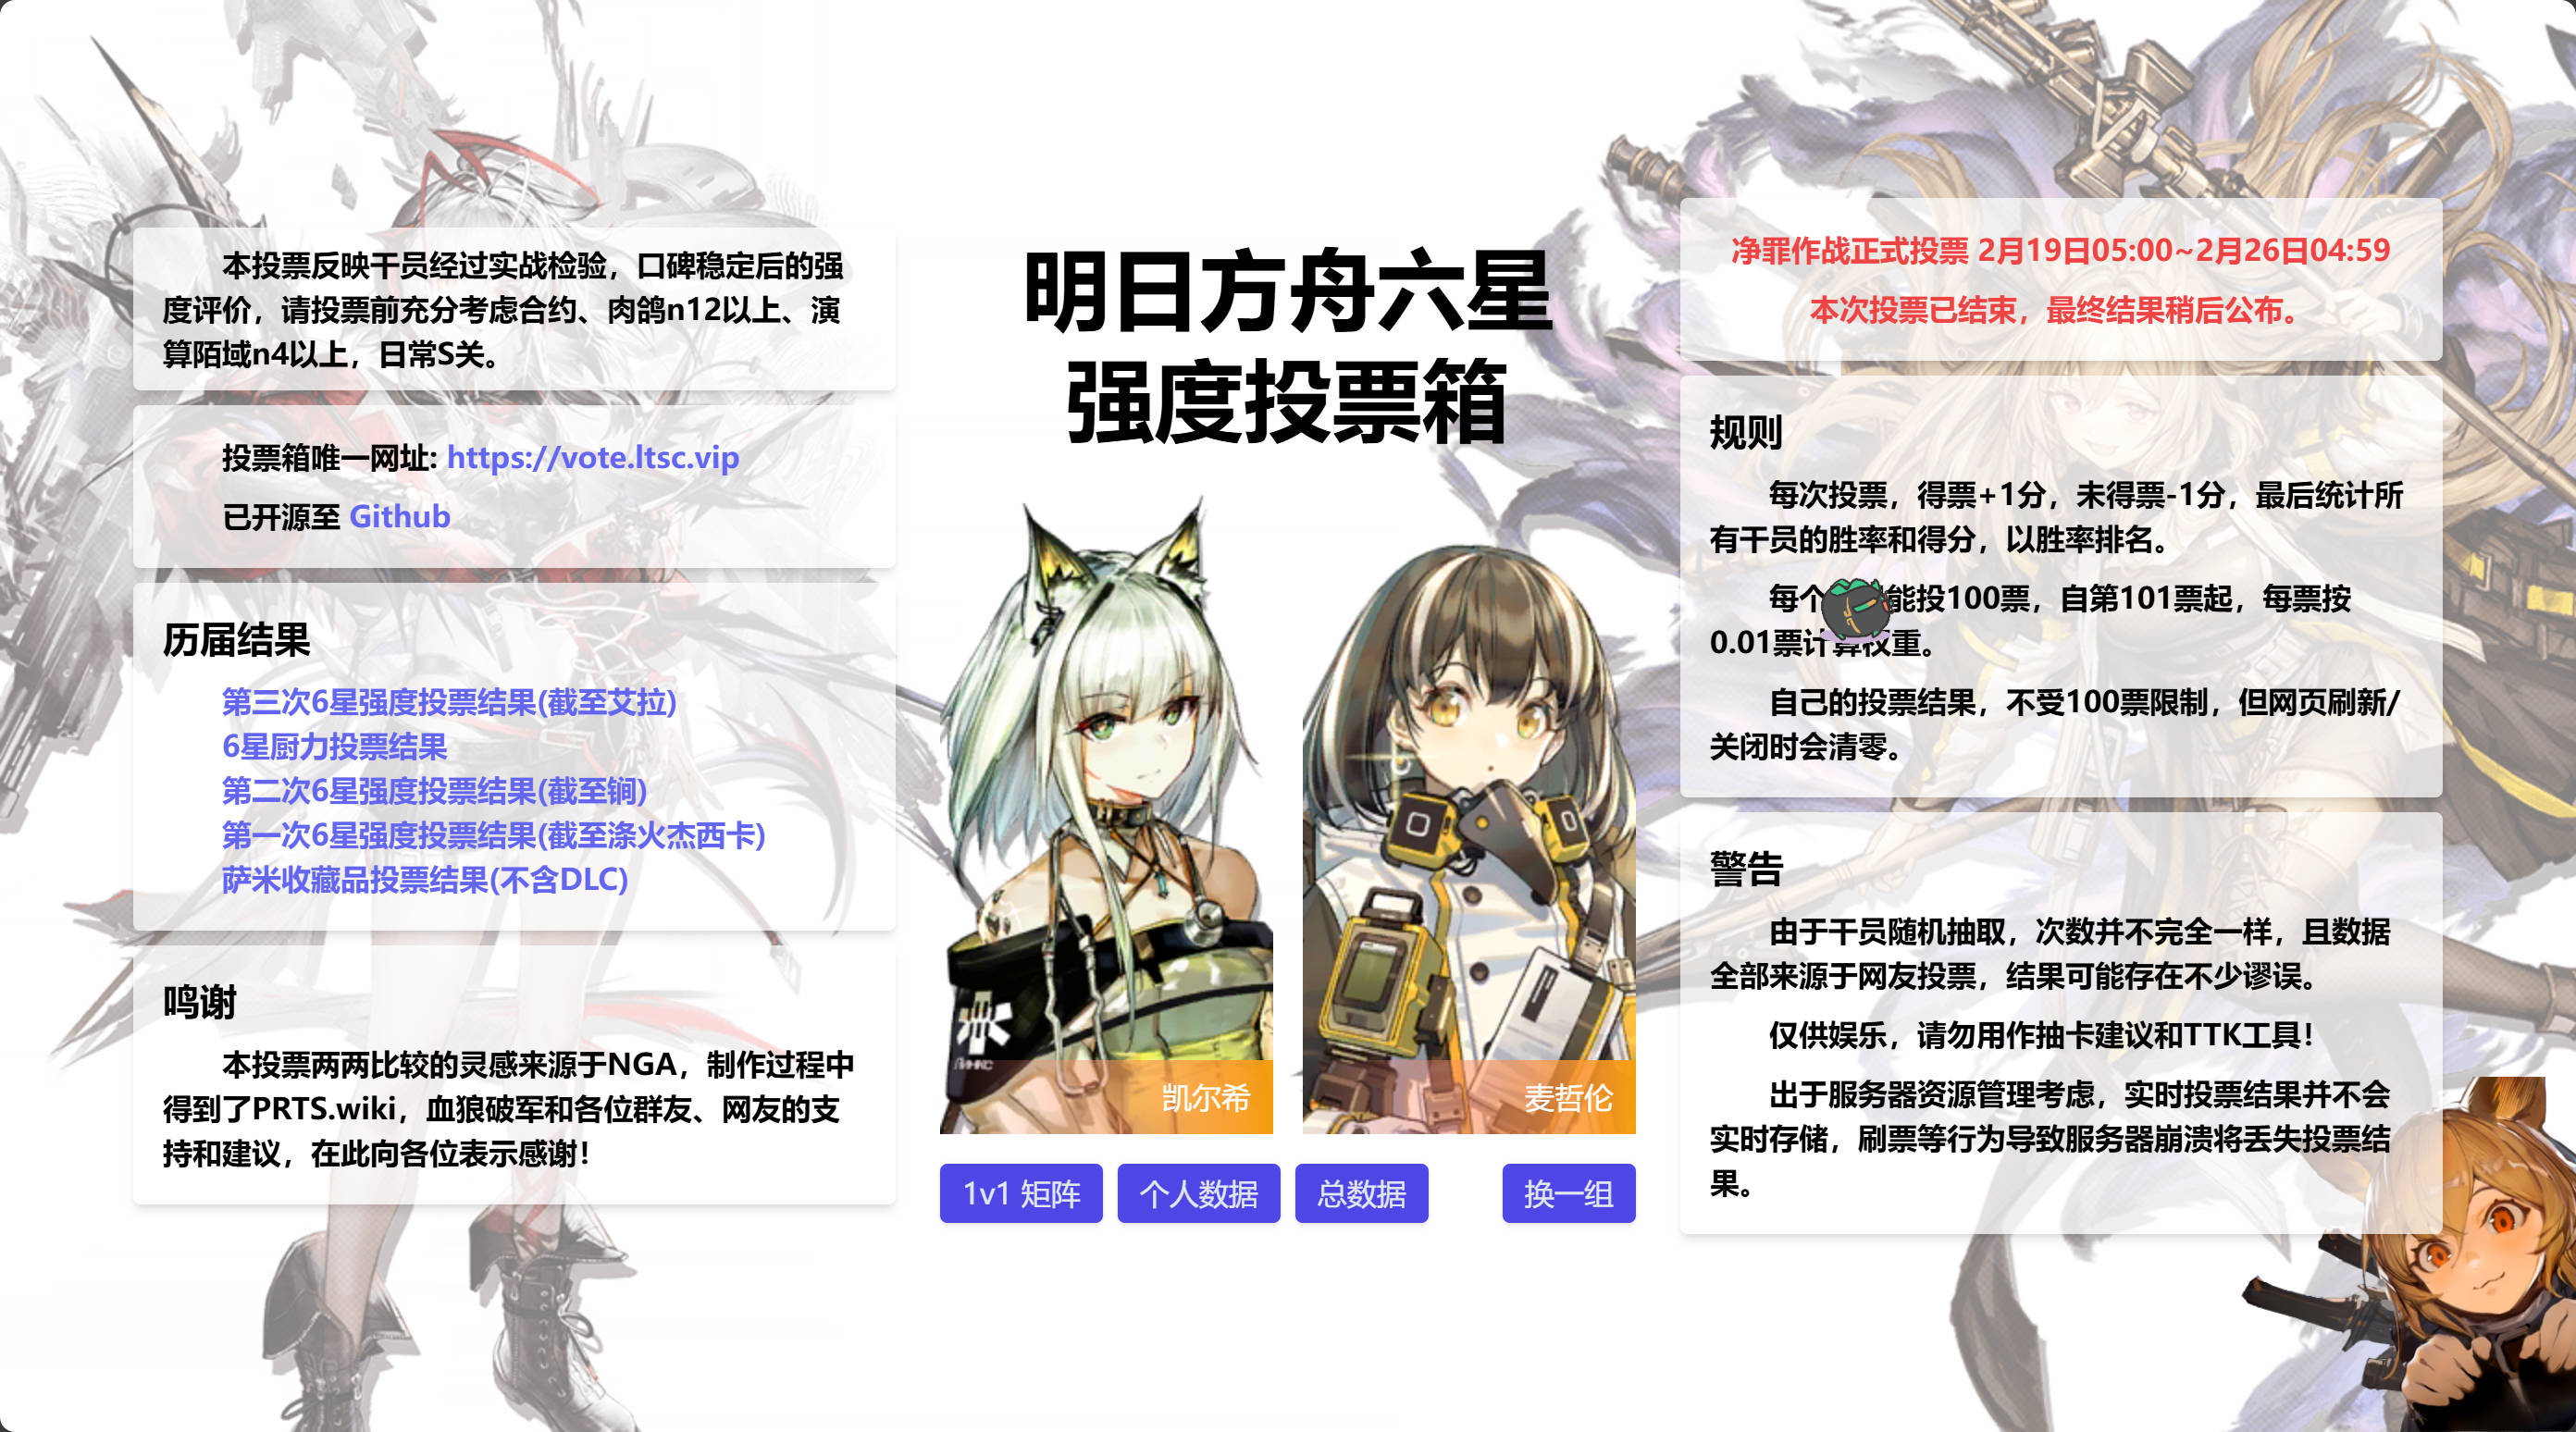 本投票反映干员经过实战检验，口碑稳定后的强
度评价，请投票前充分考虑合约、肉鸽n12以上、演
算陌域n4以上，日常S关。
投票箱唯一网址: https://vote.ltsc.vip
已开源至 Github
历届结果
第三次6星强度投票结果(截至艾拉)
6星厨力投票结果
第二次6星强度投票结果(截至锏)
第一次6星强度投票结果(截至涤火杰西卡)
萨米收藏品投票结果(不含DLC)
鸣谢
本投票两两比较的灵感来源于NGA，制作过程中
得到了PRTS.wiki，血狼破军和各位群友、网友的支
持和建议，在此向各位表示感谢！
明日方舟六星
强度投票箱
凯尔希
麦哲伦
1v1 矩阵
个人数据
总数据
换一组
净罪作战正式投票 2月19日05:00~2月26日04:59
本次投票已结束，最终结果稍后公布。
规则
每次投票，得票+1分，未得票-1分，最后统计所
有干员的胜率和得分，以胜率排名。
每个 能投100票，自第101票起，每票按
0.01票计算权重。
自己的投票结果，不受100票限制，但网页刷新/
关闭时会清零。
警告
由于干员随机抽取，次数并不完全一样，且数据
全部来源于网友投票，结果可能存在不少谬误。
仅供娱乐，请勿用作抽卡建议和TTK工具！
出于服务器资源管理考虑，实时投票结果并不会
实时存储，刷票等行为导致服务器崩溃将丢失投票结
果。